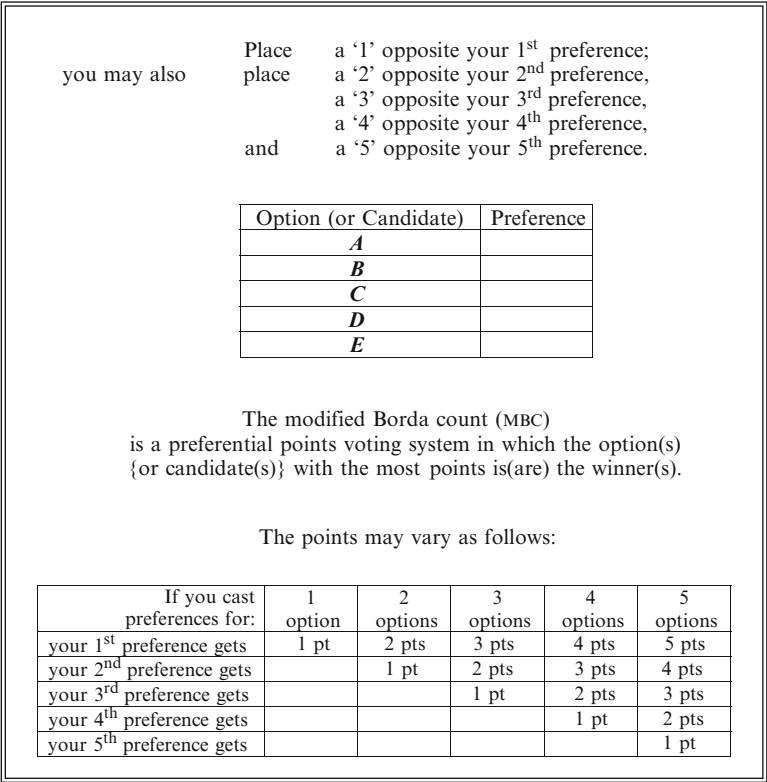 Place a ‘1’ opposite your 1st preference;
you may also place a ‘2’ opposite your 2nd preference,
a ‘3’ opposite your 3rd preference,
a ‘4’ opposite your 4th preference,
and a ‘5’ opposite your 5th preference.
Option (or Candidate) Preference
A
B
C
D
E
The modified Borda count (MBC)
is a preferential points voting system in which the option(s)
{or candidate(s)} with the most points is(are) the winner(s).
The points may vary as follows:
If you cast 1 2 3 4 5
preferences for: option options options options options
your 1st preference gets 1 pt 2 pts 3 pts 4 pts 5 pts
your 2nd preference gets 1 pt 2 pts 3 pts 4 pts
your 3rd preference gets 1 pt 2 pts 3 pts
your 4th preference gets 1 pt 2 pts
your 5th preference gets 1 pt